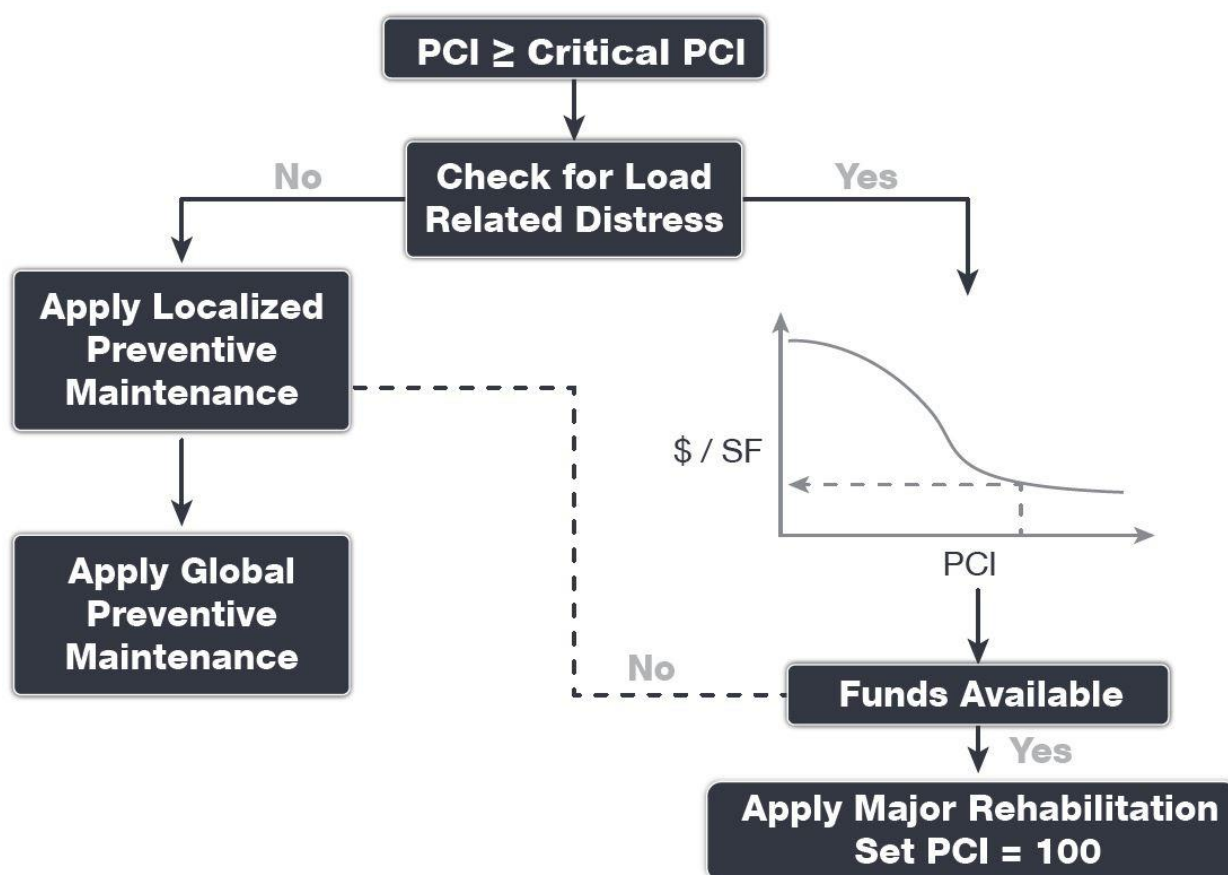 PCI ≥ Critical PCI
No
Check for Load
Related Distress
Yes
Apply Localized
Preventive
Maintenance
$ / SF
PCI
Apply Global
Preventive
Maintenance
No
Funds Available
Yes
Apply Major Rehabilitation
Set PCI = 100